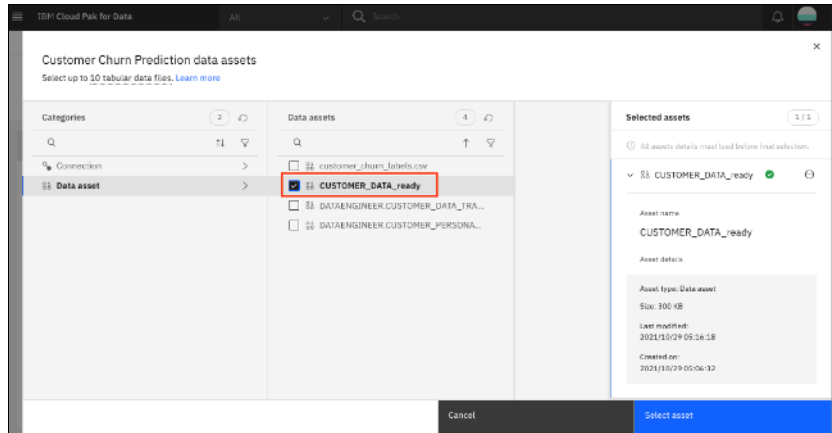 IBM Cloud Pak for Data
All
Search
Customer Churn Prediction data assets
Select up to 10 tabular data files. Learn more
Categories
2
Data assets
4
Selected assets
1/1
All assets details must load before final selection.
Connection
Data asset
customer_churn_labels.csv
CUSTOMER_DATA_ready
DATAENGINEER.CUSTOMER_DATA_TRA...
DATAENGINEER.CUSTOMER_PERSONA...
CUSTOMER_DATA_ready
Asset name
CUSTOMER_DATA_ready
Asset details
Asset type: Data asset
Size: 300 KB
Last modified:
2021/10/29 05:16:18
Created on:
2021/10/29 05:06:32
Cancel
Select asset